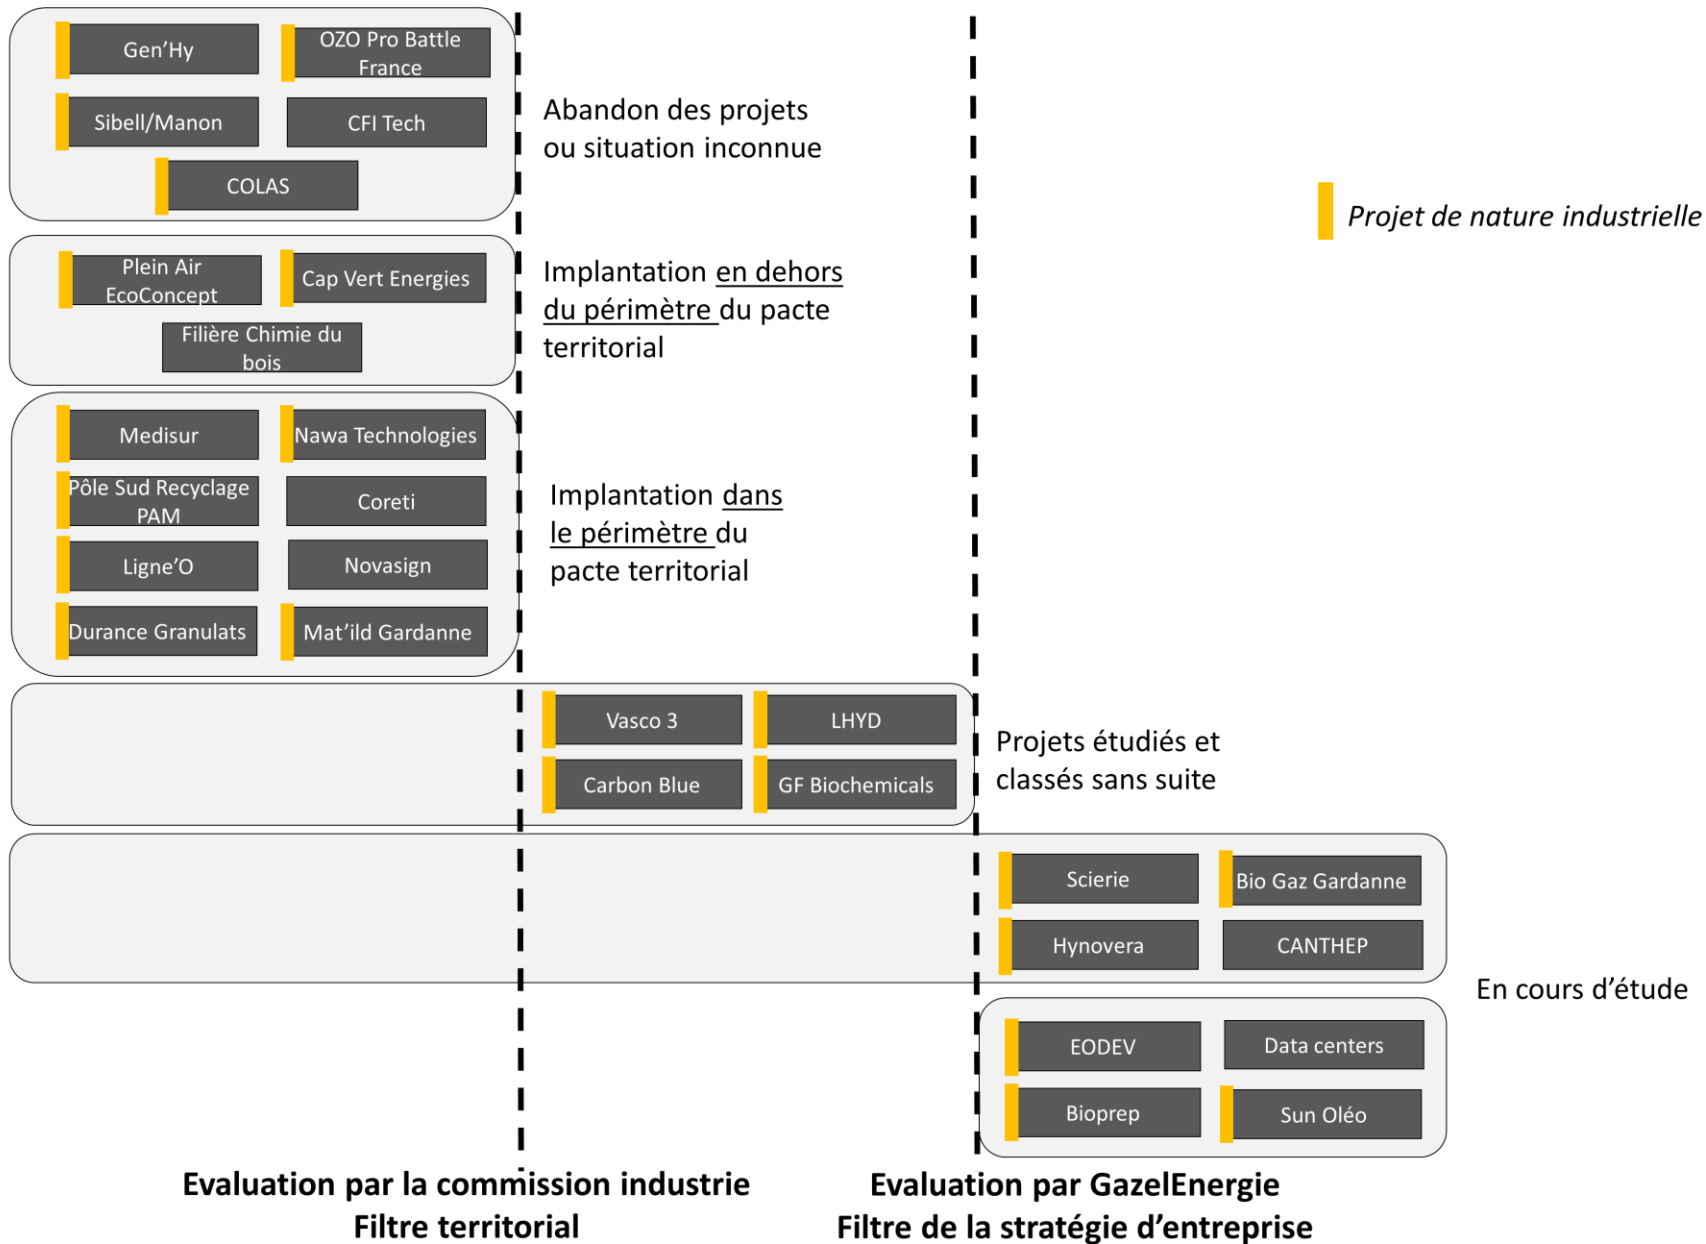 Gen'Hy
OZO Pro Battle
France
Sibell/Manon
CFI Tech
COLAS
Abandon des projets
ou situation inconnue
Projet de nature industrielle
Plein Air
EcoConcept
Cap Vert Energies
Filière Chimie du
bois
Implantation en dehors
du périmètre du pacte
territorial
Medisur
Nawa Technologies
Pôle Sud Recyclage
PAM
Coreti
Ligne'O
Novasign
Durance Granulats
Mat'ild Gardanne
Implantation dans
le périmètre du
pacte territorial
Vasco 3
LHYD
Carbon Blue
GF Biochemicals
Projets étudiés et
classés sans suite
Scierie
Bio Gaz Gardanne
Hynovera
CANTHEP
En cours d'étude
EODEV
Data centers
Bioprep
Sun Oléo
Evaluation par la commission industrie
Filtre territorial
Evaluation par GazelEnergie
Filtre de la stratégie d'entreprise